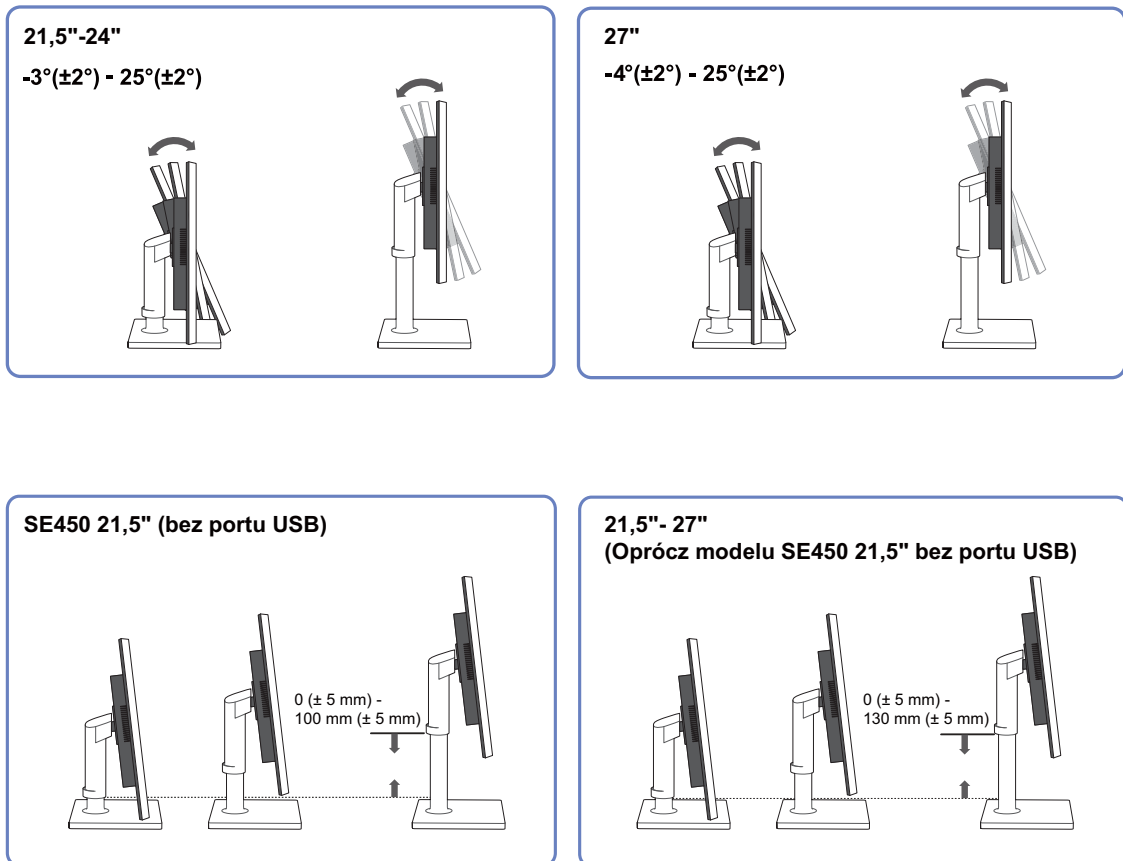 21,5"-24"
-3°(±2°) - 25°(±2°)
27"
-4°(±2°) - 25°(±2°)
SE450 21,5" (bez portu USB)
0 (± 5 mm) -
100 mm (± 5 mm)
21,5"- 27"
(Oprócz modelu SE450 21,5" bez portu USB)
0 (± 5 mm) -
130 mm (± 5 mm)